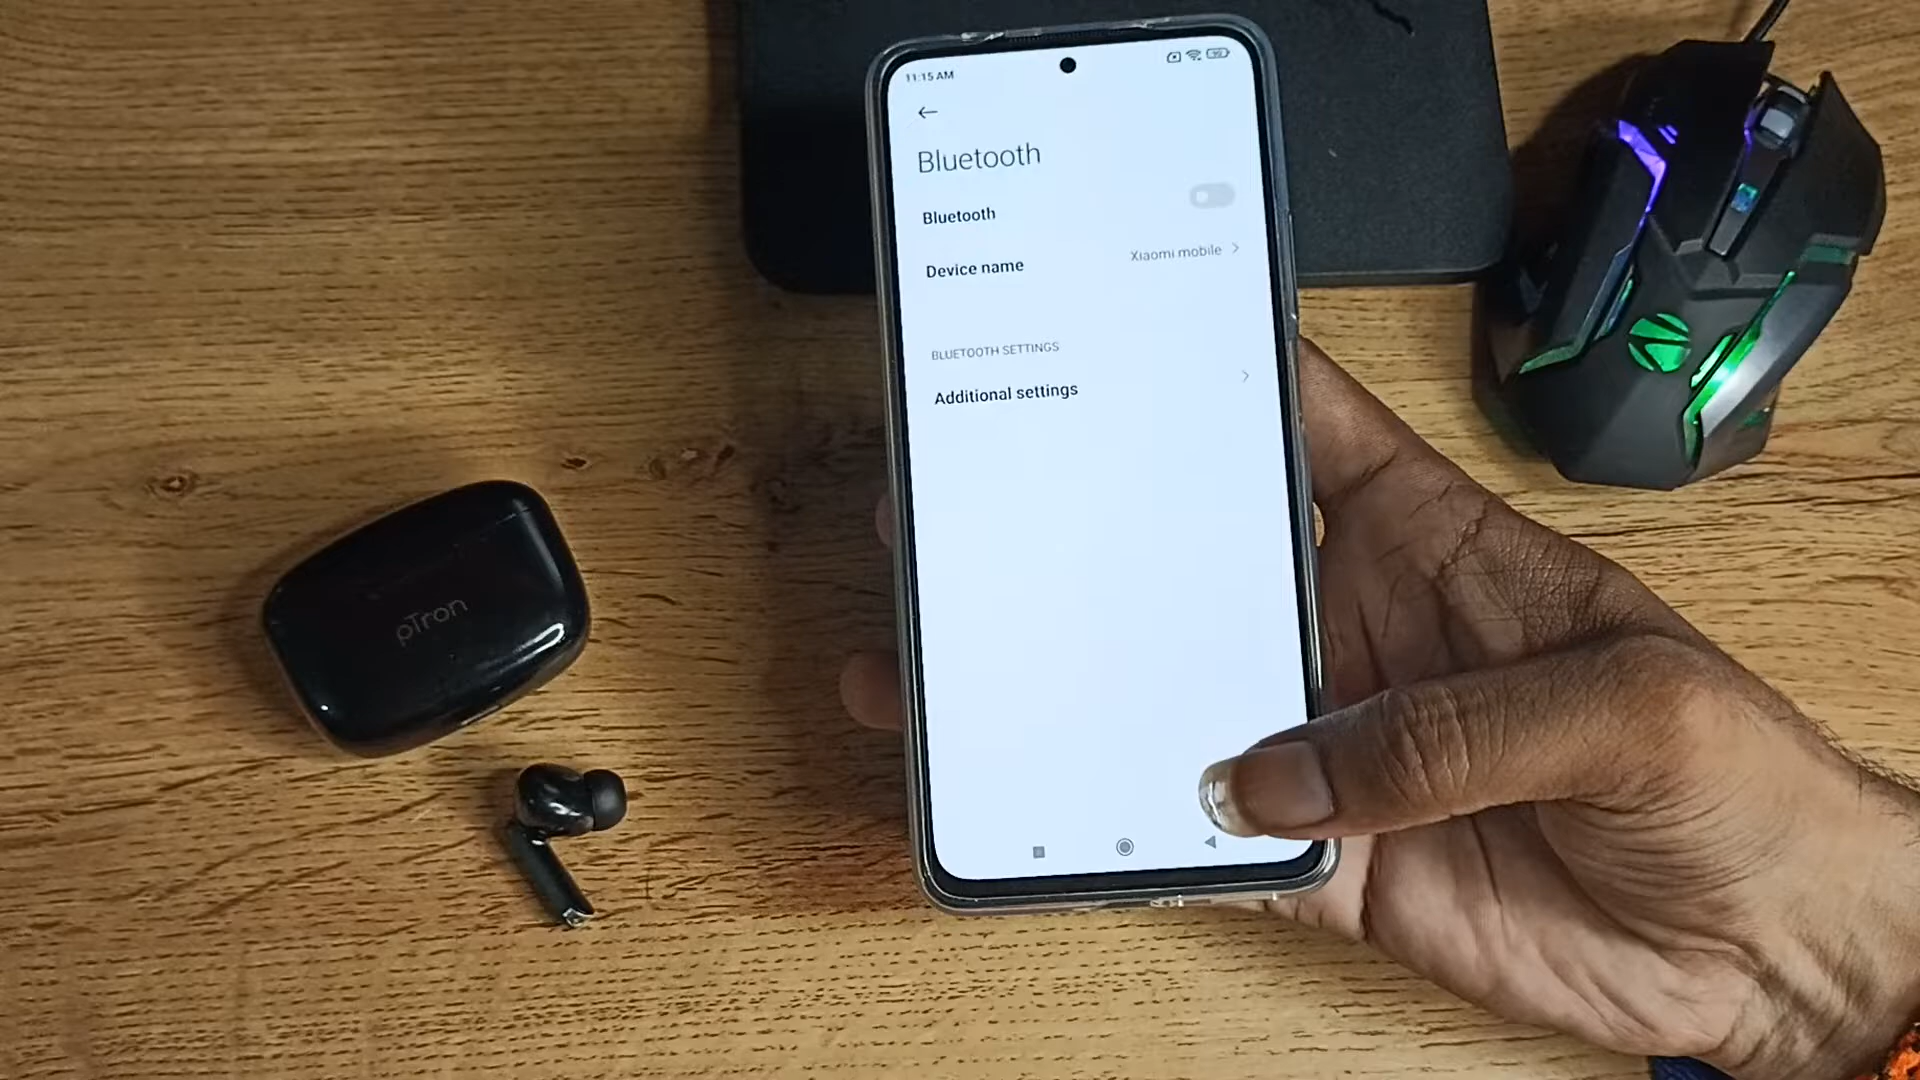 11:15 AM
Bluetooth
Bluetooth
Device name
Xiaomi mobile
BLUETOOTH SETTINGS
Additional settings
pTron